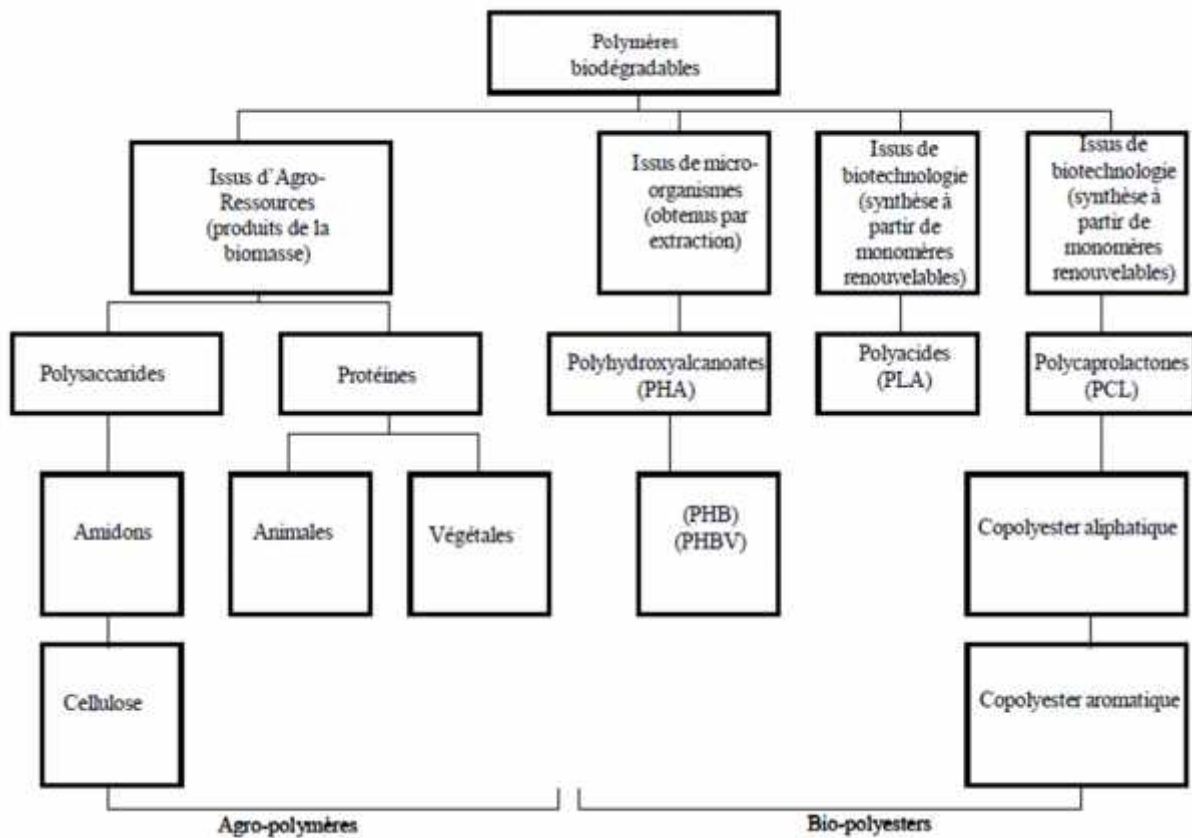 Polymères
biodégradables
Issus d'Agro-
Ressources
(produits de la
biomasse)
Issus de micro-
organismes
(obtenus par
extraction)
Issus de
biotechnologie
(synthèse à
partir de
monomères
renouvelables)
Issus de
biotechnologie
(synthèse à
partir de
monomères
renouvelables)
Polysaccarides
Protéines
Polyhydroxyalcanoates
(PHA)
Polyacides
(PLA)
Polycaprolactones
(PCL)
Amidons
Animales
Végétales
(PHB)
(PHBV)
Copolyester aliphatique
Cellulose
Copolyester aromatique
Agro-polymères
Bio-polyesters